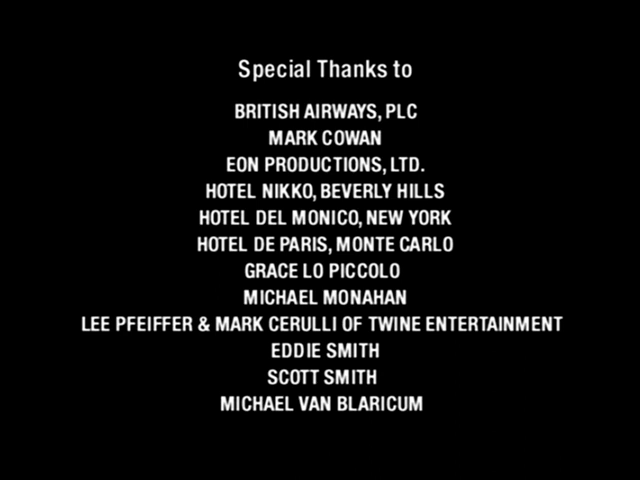 Special Thanks to
BRITISH AIRWAYS, PLC
MARK COWAN
EON PRODUCTIONS, LTD.
HOTEL NIKKO, BEVERLY HILLS
HOTEL DEL MONICO, NEW YORK
HOTEL DE PARIS, MONTE CARLO
GRACE LO PICCOLO
MICHAEL MONAHAN
LEE PFEIFFER & MARK CERULLI OF TWINE ENTERTAINMENT
EDDIE SMITH
SCOTT SMITH
MICHAEL VAN BLARICUM